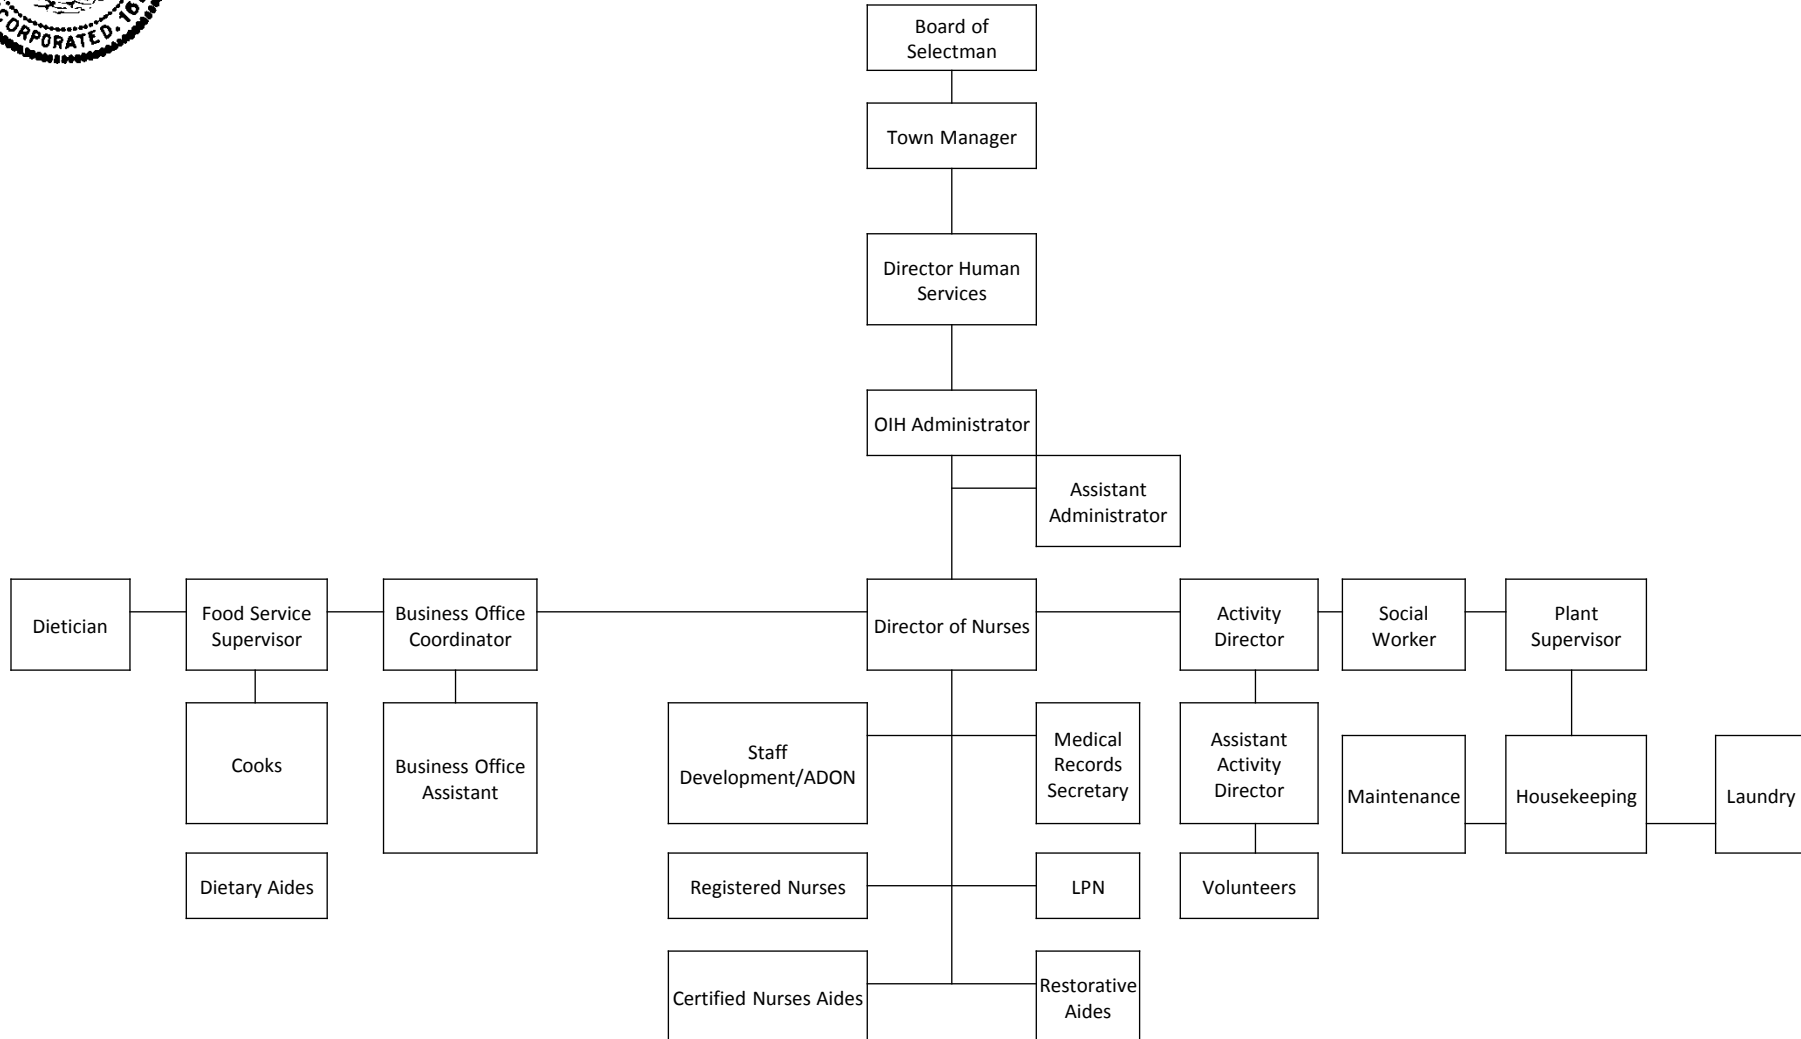 CORPORATED. 16
Board of
Selectman
Town Manager
Director Human
Services
OIH Administrator
Assistant
Administrator
Dietician
Food Service
Supervisor
Business Office
Coordinator
Director of Nurses
Activity
Director
Social
Worker
Plant
Supervisor
Cooks
Business Office
Assistant
Staff
Development/ADON
Medical
Records
Secretary
Assistant
Activity
Director
Maintenance
Housekeeping
Laundry
Dietary Aides
Registered Nurses
LPN
Volunteers
Certified Nurses Aides
Restorative
Aides